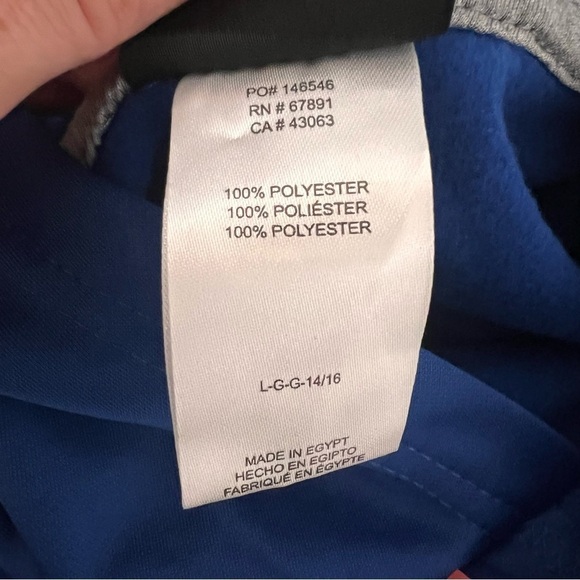 PO# 146546
RN # 67891
CA # 43063
100% POLYESTER
100% POLIÉSTER
100% POLYESTER
L-G-G-14/16
MADE IN EGYPT
HECHO EN EGIPTO
FABRIQUÉ EN ÉGYPTE